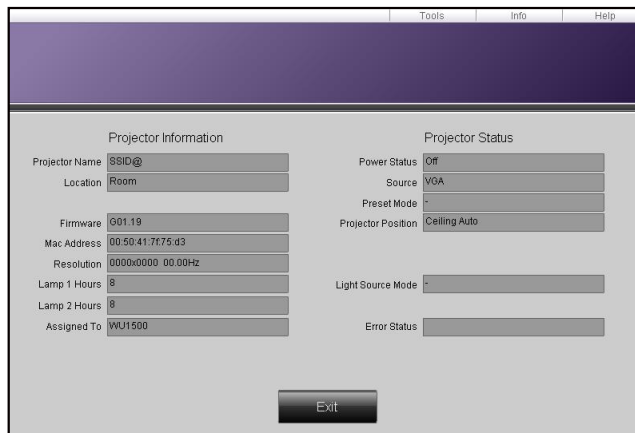 Tools Info Help
Projector Information
Projector Name SSID@
Location Room
Firmware G01.19
Mac Address 00:50:41:7f:75:d3
Resolution 0000x0000 00.00Hz
Lamp 1 Hours 8
Lamp 2 Hours 8
Assigned To WU1500
Projector Status
Power Status Off
Source VGA
Preset Mode -
Projector Position Ceiling Auto
Light Source Mode -
Error Status
Exit